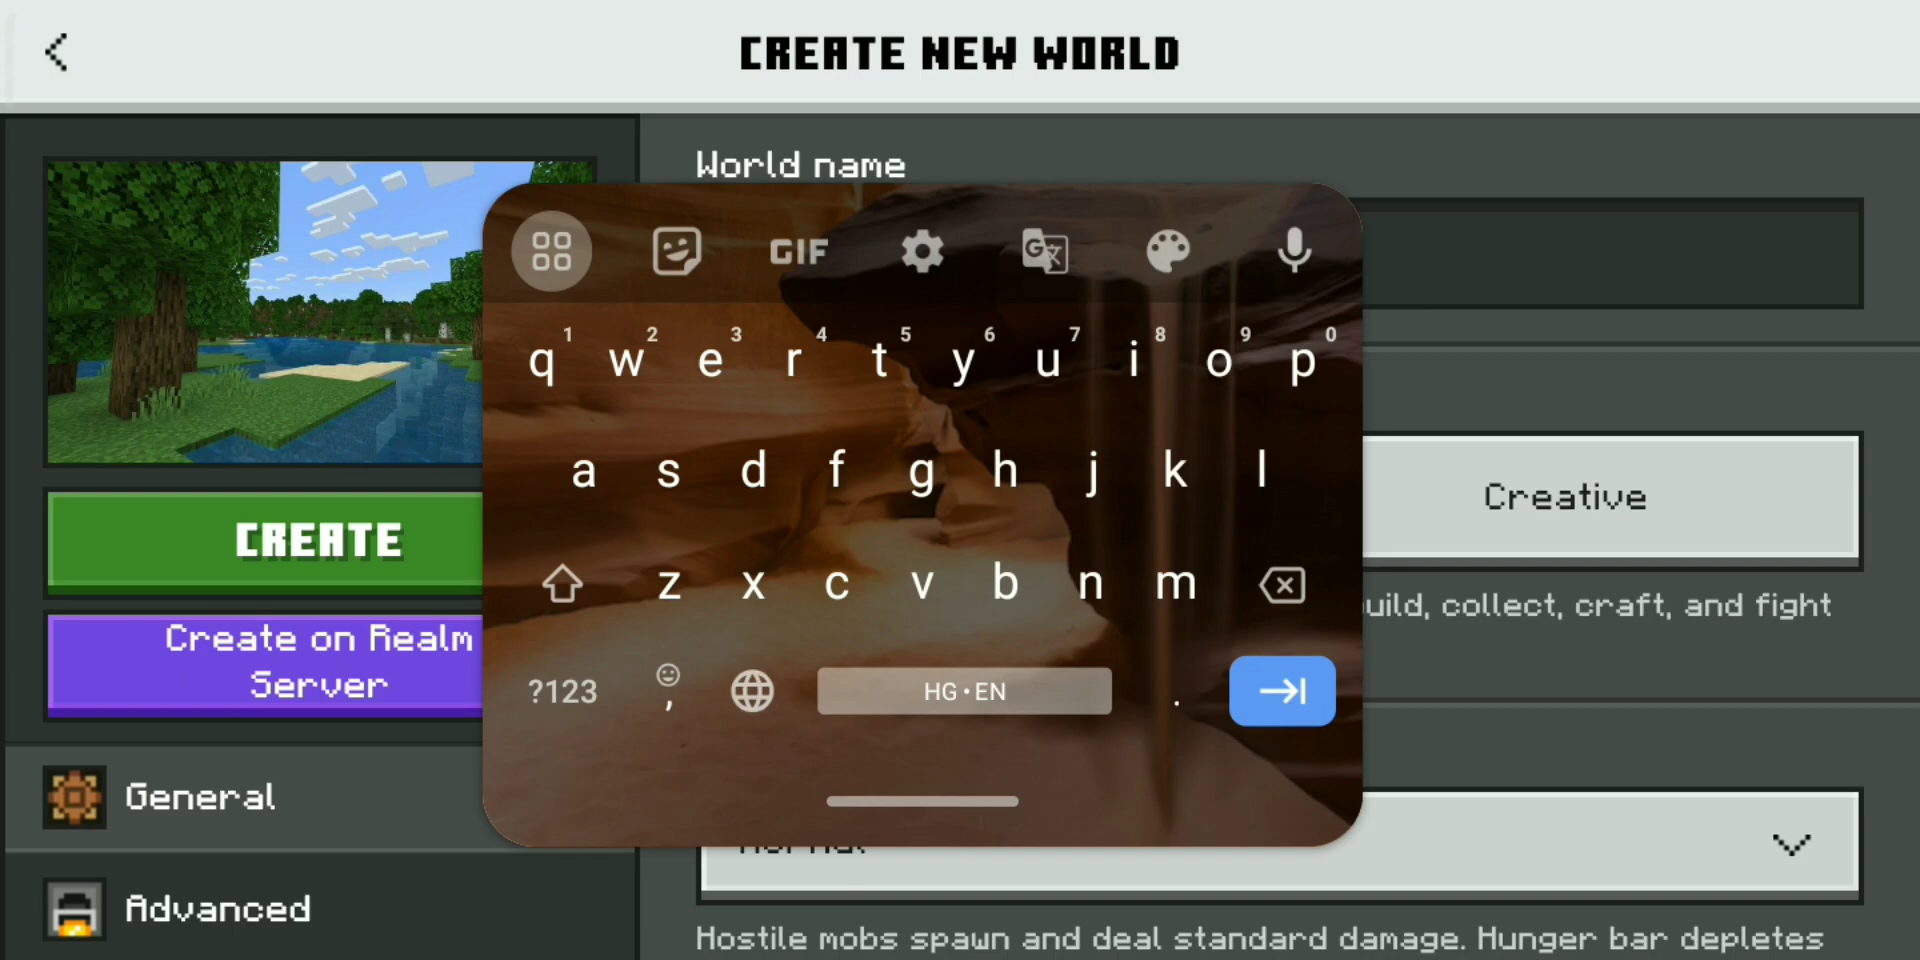 CREATE NEW WORLD
World name
CREATE
Create on Realm
Server
General
Advanced
GIF
G
1 2 3 4 5 6 7 8 9 0
q w e r t y u i o p
a s d f g h j k l
z x c v b n m
?123 , HG • EN .
Creative
uild, collect, craft, and fight
Hostile mobs spawn and deal standard damage. Hunger bar depletes